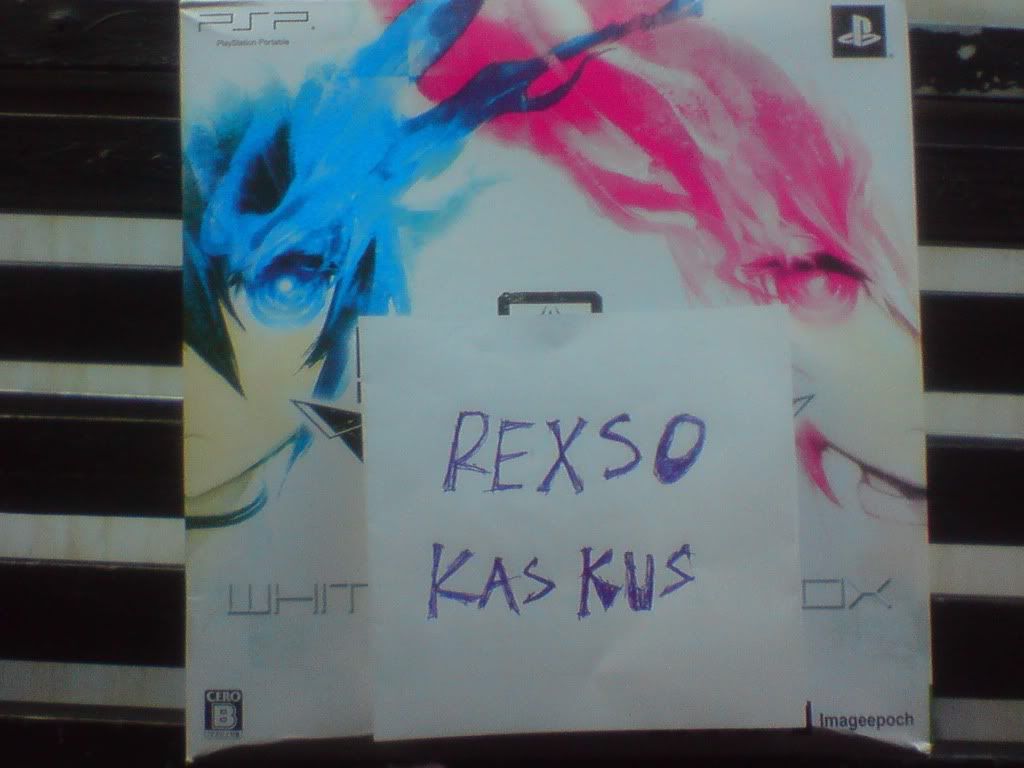 PSP
PlayStation Portable
REXSO
KASKUS
WHIT OX
CERO
B
Imageepoch